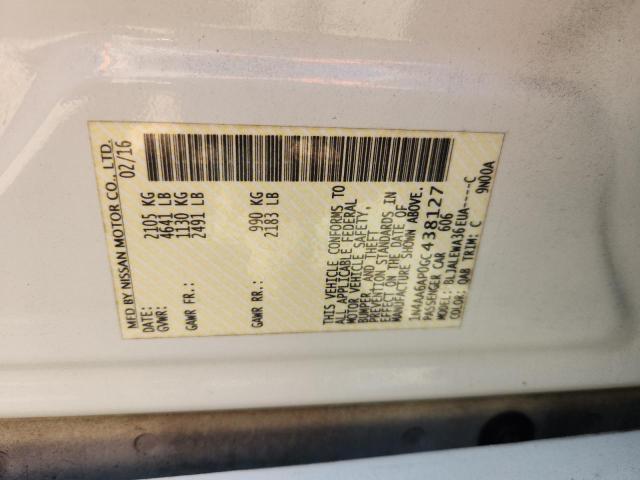 MFD BY NISSAN MOTOR CO., LTD.
DATE: 02/16
GVWR: 2105 KG
4641 LB
GAWR FR.: 1130 KG
2491 LB
GAWR RR.: 990 KG
2183 LB
THIS VEHICLE CONFORMS TO
ALL APPLICABLE FEDERAL
MOTOR VEHICLE SAFETY,
BUMPER, AND THEFT
PREVENTION STANDARDS IN
EFFECT ON THE DATE OF
MANUFACTURE SHOWN ABOVE.
1N4AA6AP0GC438127
PASSENGER CAR 606
MODEL: BLJALEWA36EUA-----C
COLOR: QAB TRIM: C 9N00A